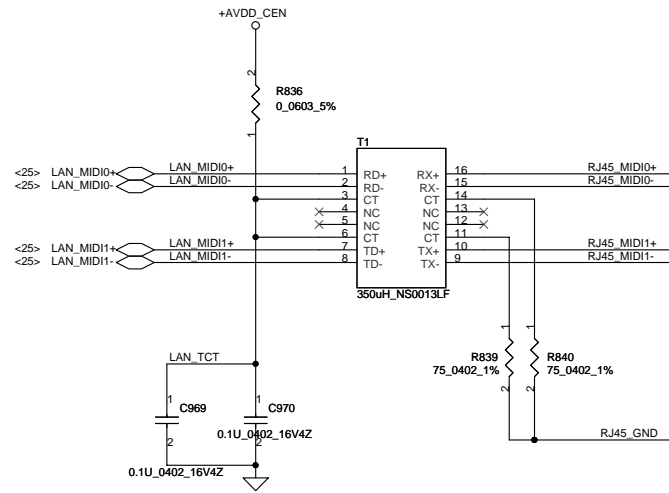 +AVDD_CEN
2
R836
0_0603_5%
1
T1
<25> LAN_MIDI0+ LAN_MIDI0+ 1 RD+ RX+ 16 RJ45_MIDI0+
<25> LAN_MIDI0- LAN_MIDI0- 2 RD- RX- 15 RJ45_MIDI0-
3 CT CT 14
4 NC NC 13
5 NC NC 12
6 CT CT 11
<25> LAN_MIDI1+ LAN_MIDI1+ 7 TD+ TX+ 10 RJ45_MIDI1+
<25> LAN_MIDI1- LAN_MIDI1- 8 TD- TX- 9 RJ45_MIDI1-
350uH_NS0013LF
1 1
LAN_TCT
R839 R840
75_0402_1% 75_0402_1%
2 2
1 C969 1 C970
2 0.1U_0402_16V4Z 2
RJ45_GND
0.1U_0402_16V4Z